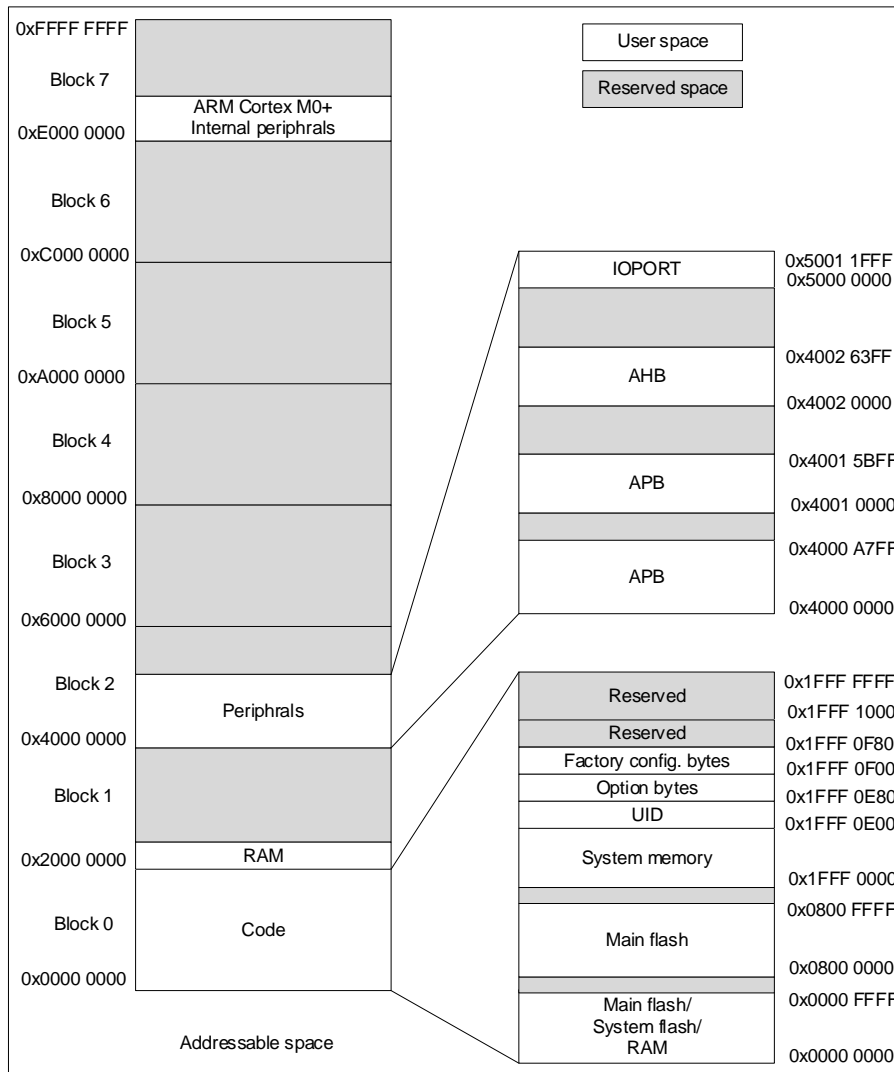 0xFFFF FFFF
Block 7
0xE000 0000
Block 6
0xC000 0000
Block 5
0xA000 0000
Block 4
0x8000 0000
Block 3
0x6000 0000
Block 2
0x4000 0000
Block 1
0x2000 0000
Block 0
0x0000 0000
ARM Cortex M0+
Internal periphrals
Periphrals
RAM
Code
Addressable space
User space
Reserved space
IOPORT
AHB
APB
APB
0x5001 1FFF
0x5000 0000
0x4002 63FF
0x4002 0000
0x4001 5BFF
0x4001 0000
0x4000 A7FF
0x4000 0000
Reserved
Reserved
Factory config. bytes
Option bytes
UID
System memory
Main flash
Main flash/
System flash/
RAM
0x1FFF FFFF
0x1FFF 1000
0x1FFF 0F80
0x1FFF 0F00
0x1FFF 0E80
0x1FFF 0E00
0x1FFF 0000
0x0800 FFFF
0x0800 0000
0x0000 FFFF
0x0000 0000